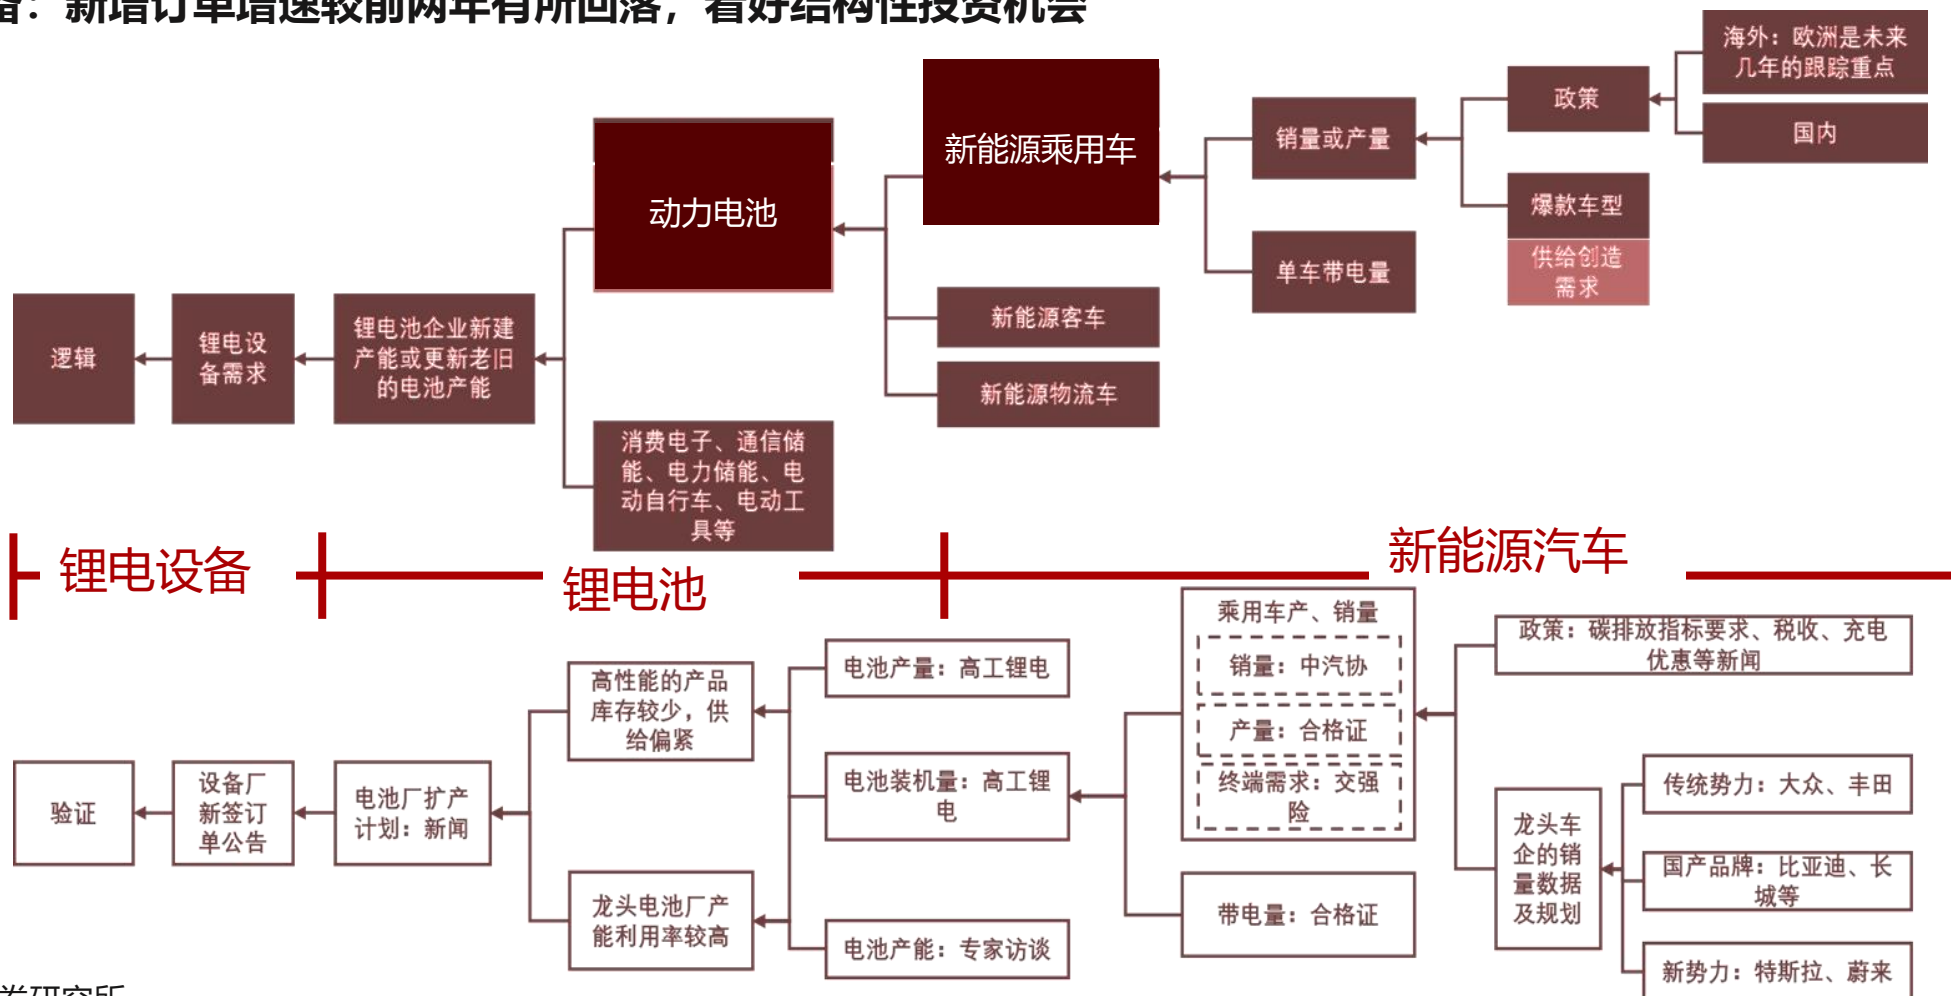 备：新增订单增速较前两年有所回落，看好结构性投资机会
海外：欧洲是未来
几年的跟踪重点
政策
国内
新能源乘用车
销量或产量
爆款车型
供给创造
需求
单车带电量
动力电池
新能源客车
新能源物流车
逻辑
锂电设
备需求
锂电池企业新建
产能或更新老旧
的电池产能
消费电子、通信储
能、电力储能、电
动自行车、电动工
具等
锂电设备
锂电池
新能源汽车
乘用车产、销量
销量：中汽协
产量：合格证
终端需求：交强
险
政策：碳排放指标要求、税收、充电
优惠等新闻
电池产量：高工锂电
高性能的产品
库存较少，供
给偏紧
电池装机量：高工锂
电
传统势力：大众、丰田
验证
设备厂
新签订
单公告
电池厂扩产
计划：新闻
龙头车
企的销
量数据
及规划
国产品牌：比亚迪、长
城等
龙头电池厂产
能利用率较高
带电量：合格证
电池产能：专家访谈
新势力：特斯拉、蔚来
发研究所